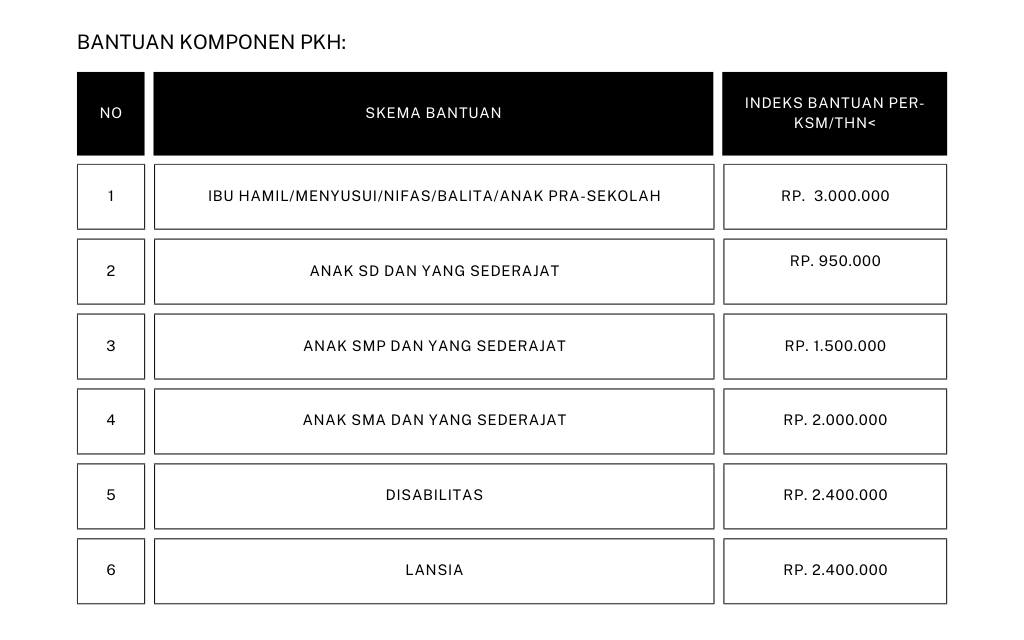 BANTUAN KOMPONEN PKH:
NO
SKEMA BANTUAN
INDEKS BANTUAN PER-
KSM/THN<
1
IBU HAMIL/MENYUSUI/NIFAS/BALITA/ANAK PRA-SEKOLAH
RP.  3.000.000
2
ANAK SD DAN YANG SEDERAJAT
RP. 950.000
3
ANAK SMP DAN YANG SEDERAJAT
RP. 1.500.000
4
ANAK SMA DAN YANG SEDERAJAT
RP. 2.000.000
5
DISABILITAS
RP. 2.400.000
6
LANSIA
RP. 2.400.000